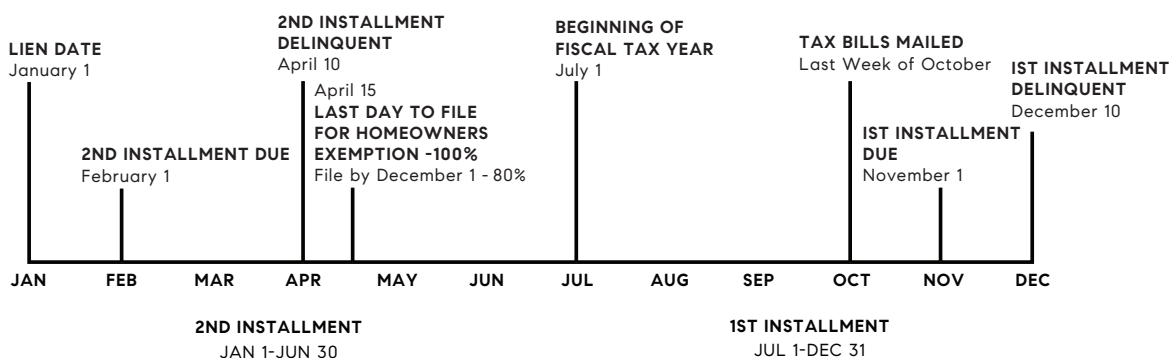 LIEN DATE
January 1
2ND INSTALLMENT DUE
February 1
2ND INSTALLMENT
DELINQUENT
April 10
April 15
LAST DAY TO FILE
FOR HOMEOWNERS
EXEMPTION -100%
File by December 1 - 80%
BEGINNING OF
FISCAL TAX YEAR
July 1
TAX BILLS MAILED
Last Week of October
IST INSTALLMENT
DUE
November 1
IST INSTALLMENT
DELINQUENT
December 10
JAN FEB MAR APR MAY JUN JUL AUG SEP OCT NOV DEC
2ND INSTALLMENT
JAN 1-JUN 30
1ST INSTALLMENT
JUL 1-DEC 31